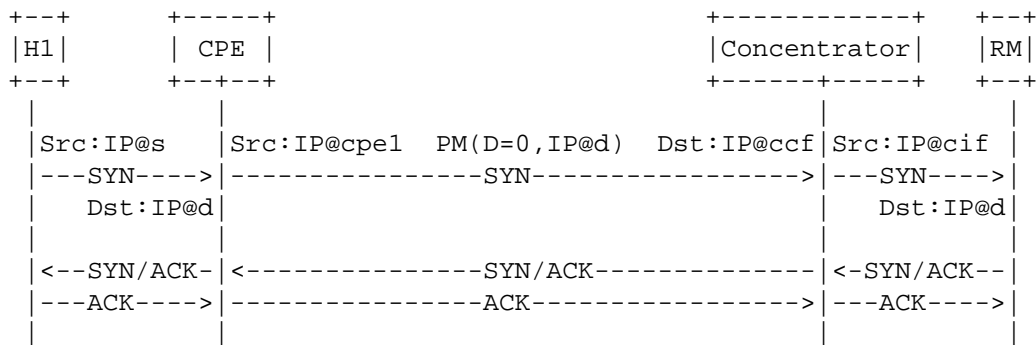 +--+      +-----+                               +------------+   +--+
|H1|      | CPE |                               |Concentrator|   |RM|
+--+      +--+--+                               +------+-----+   +--+
 |           |                                         |           |
 |Src:IP@s   |Src:IP@cpe1  PM(D=0,IP@d)  Dst:IP@ccf|Src:IP@cif |
 |---SYN---->|----------------SYN----------------->|---SYN---->|
 |   Dst:IP@d|                                         |   Dst:IP@d|
 |           |                                         |           |
 |<--SYN/ACK-|<---------------SYN/ACK--------------|<-SYN/ACK--|
 |---ACK---->|----------------ACK----------------->|---ACK---->|
 |           |                                         |           |